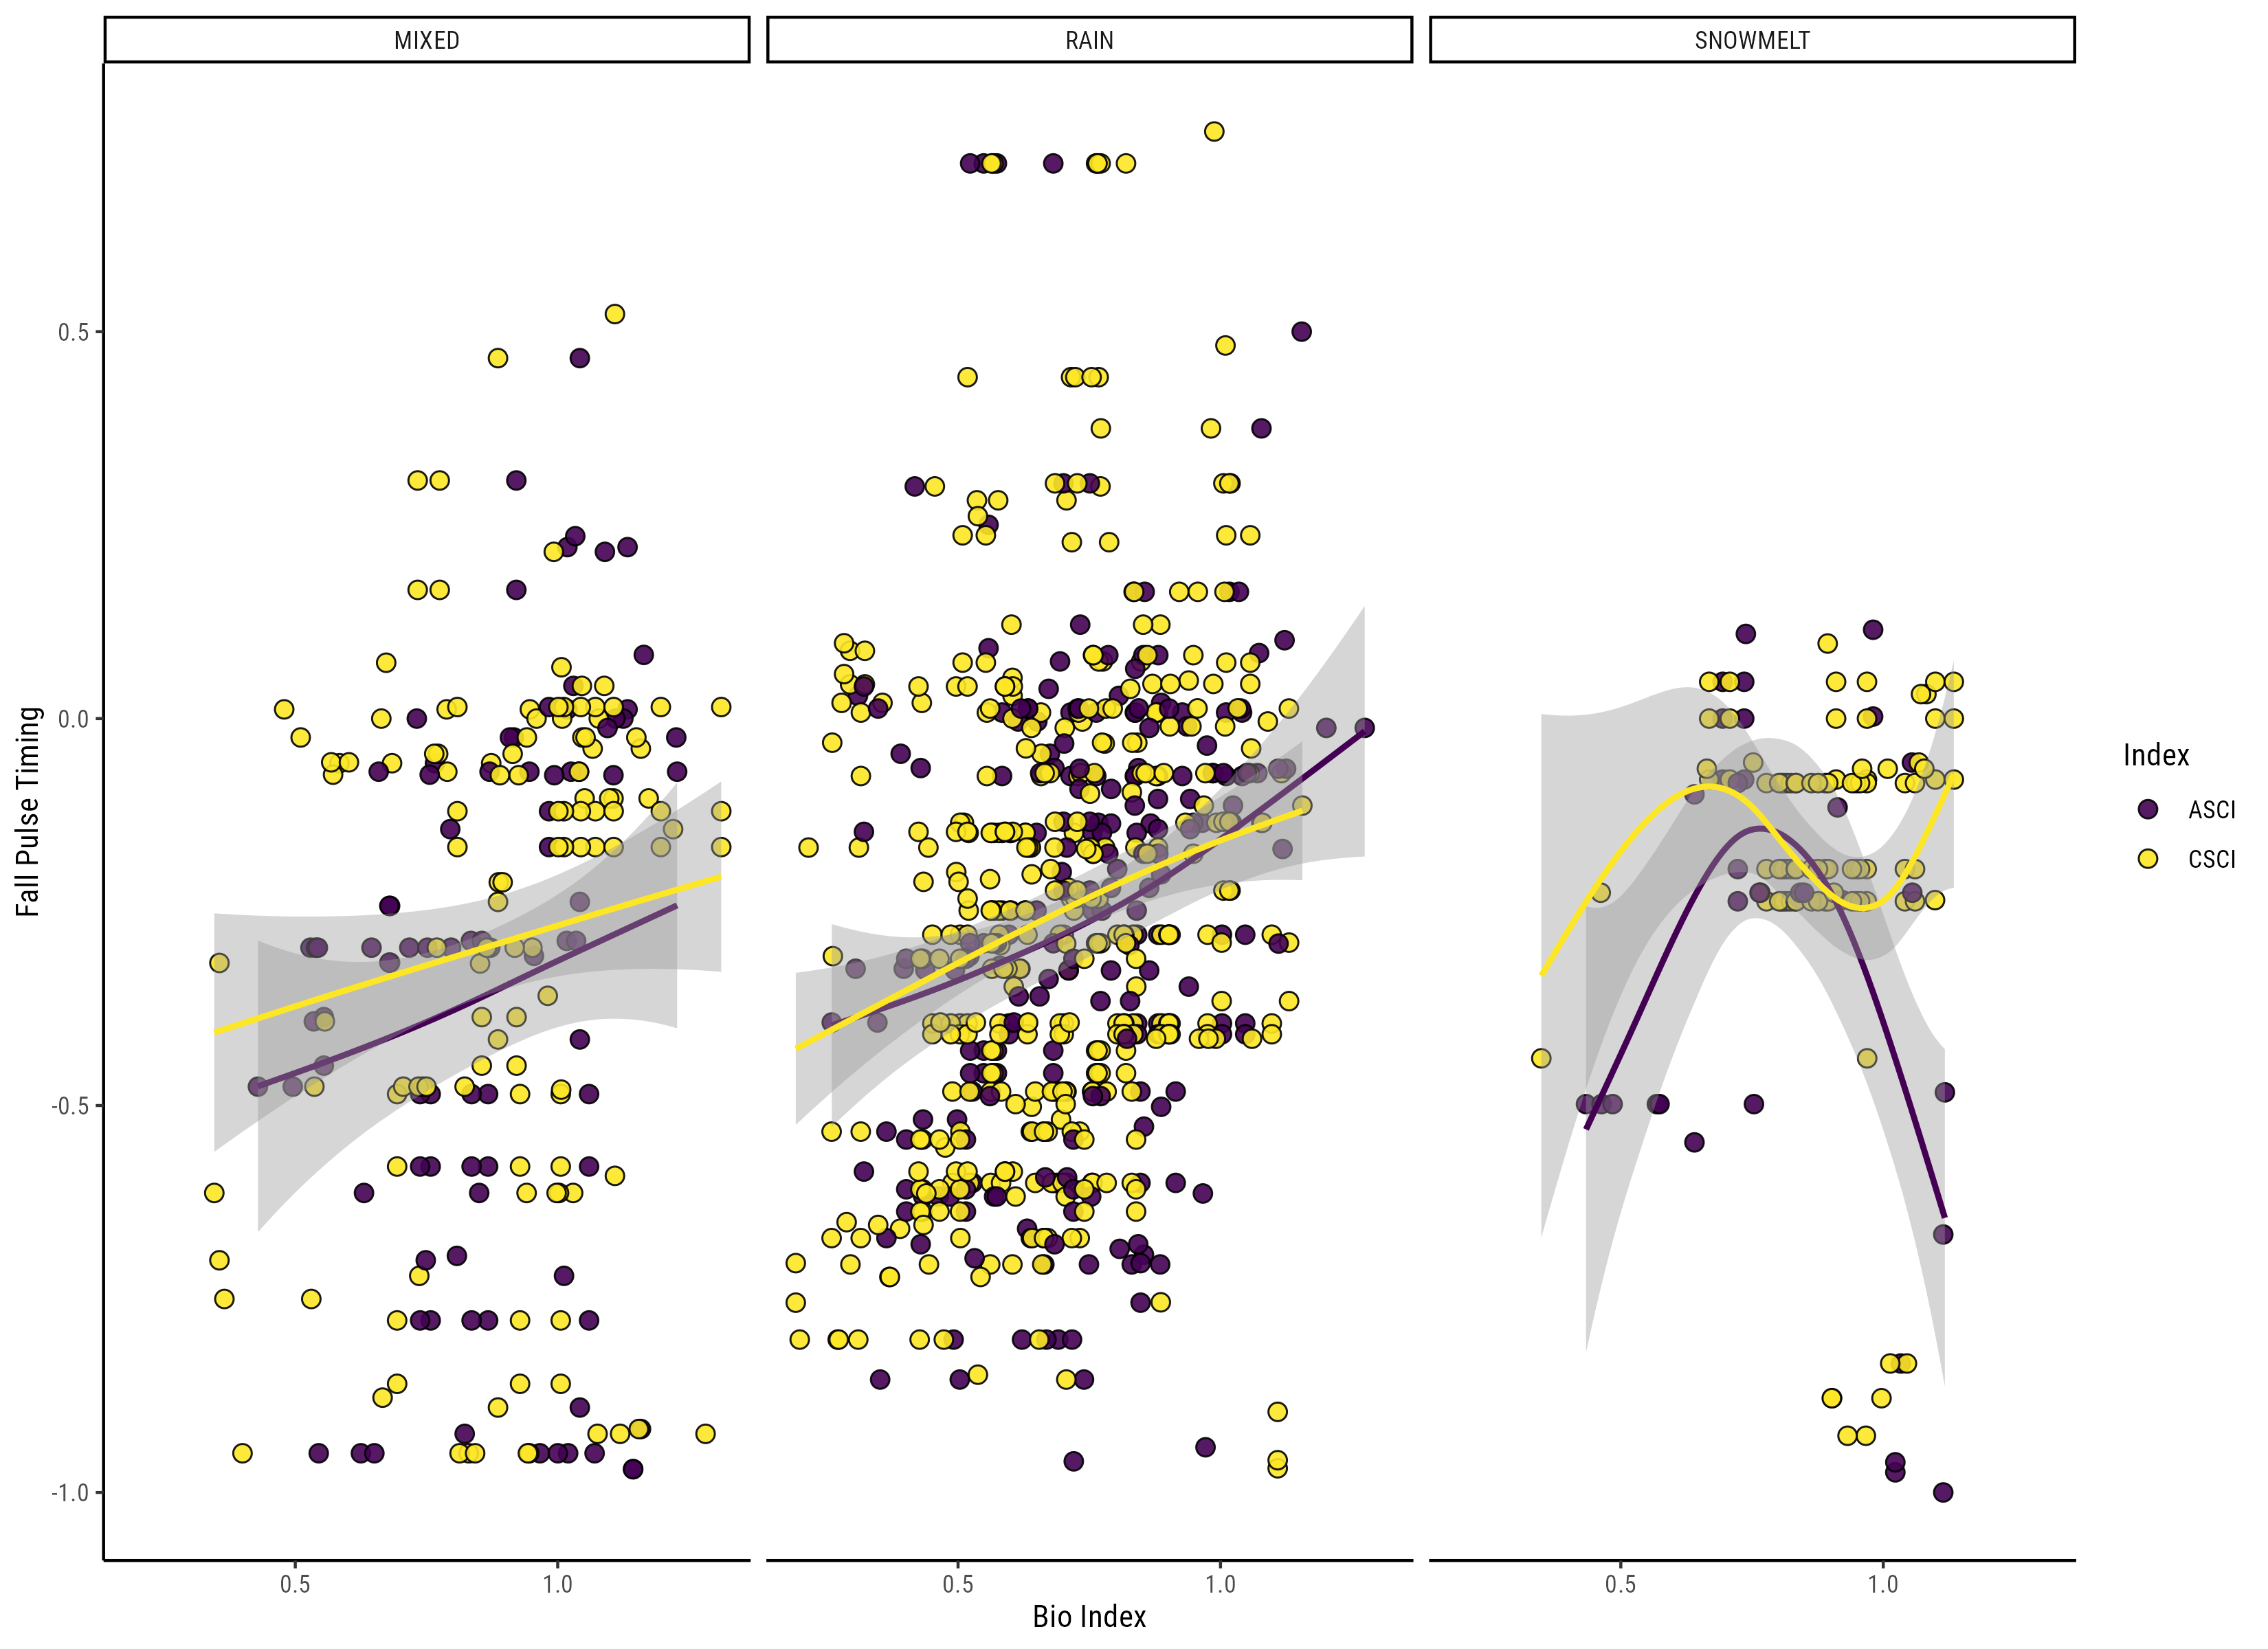 MIXED
RAIN
SNOWMELT
Fall Pulse Timing
0.5
0.0
-0.5
-1.0
0.5
1.0
0.5
1.0
0.5
1.0
Bio Index
Index
ASCI
CSCI